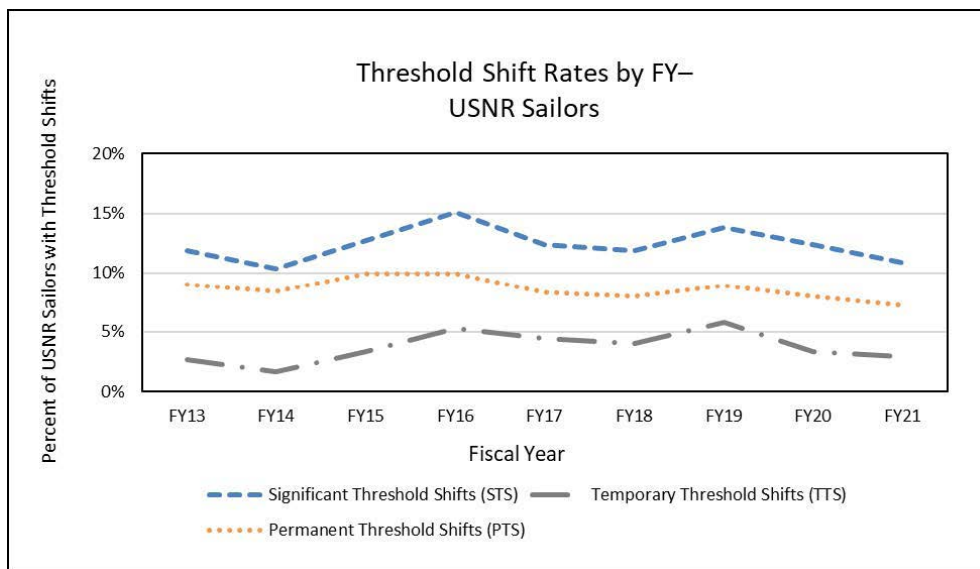 Threshold Shift Rates by FY–
USNR Sailors
Percent of USNR Sailors with Threshold Shifts
20%
15%
10%
5%
0%
FY13 FY14 FY15 FY16 FY17 FY18 FY19 FY20 FY21
Fiscal Year
Significant Threshold Shifts (STS) Temporary Threshold Shifts (TTS)
Permanent Threshold Shifts (PTS)